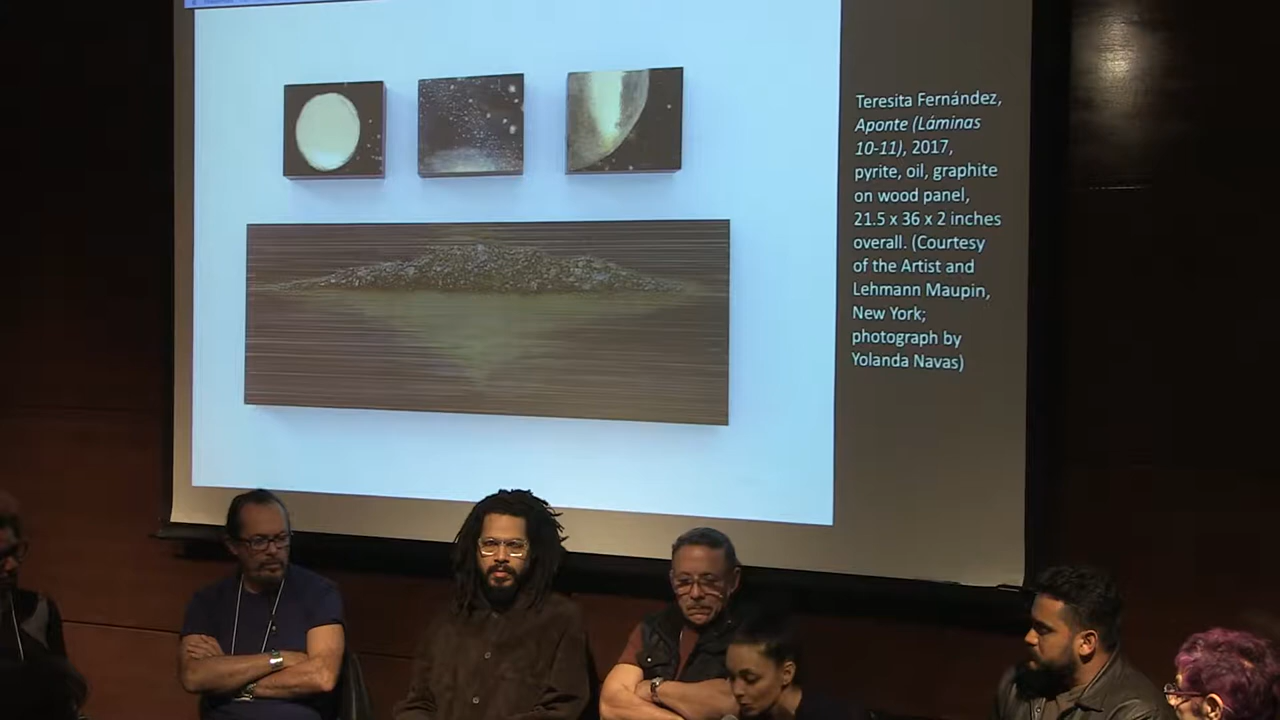 Teresita Fernández,
Aponte (Láminas
10-11), 2017,
pyrite, oil, graphite
on wood panel,
21.5 x 36 x 2 inches
overall. (Courtesy
of the Artist and
Lehmann Maupin,
New York;
photograph by
Yolanda Navas)